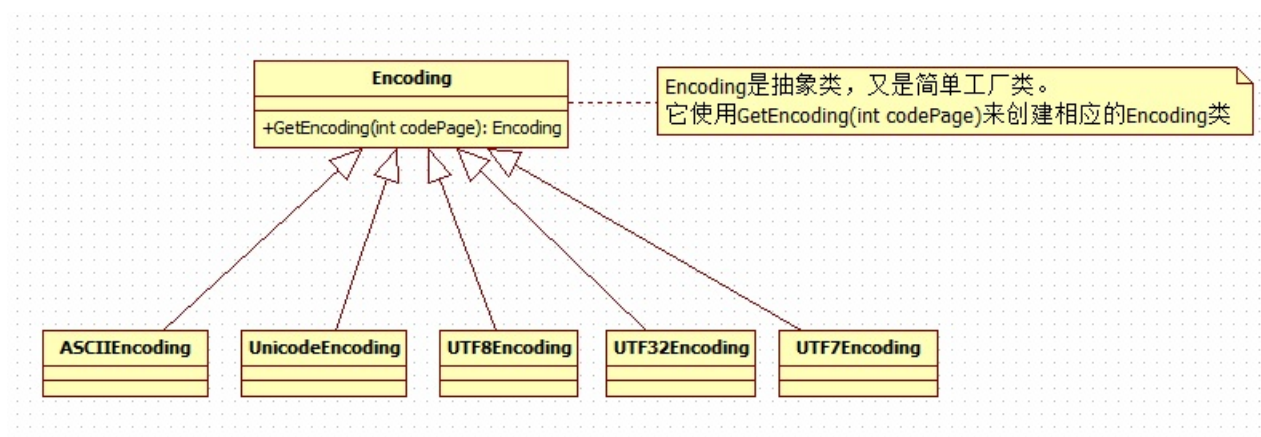 Encoding
+GetEncoding(int codePage): Encoding
Encoding是抽象类，又是简单工厂类。
它使用GetEncoding(int codePage)来创建相应的Encoding类
ASCIIEncoding
UnicodeEncoding
UTF8Encoding
UTF32Encoding
UTF7Encoding